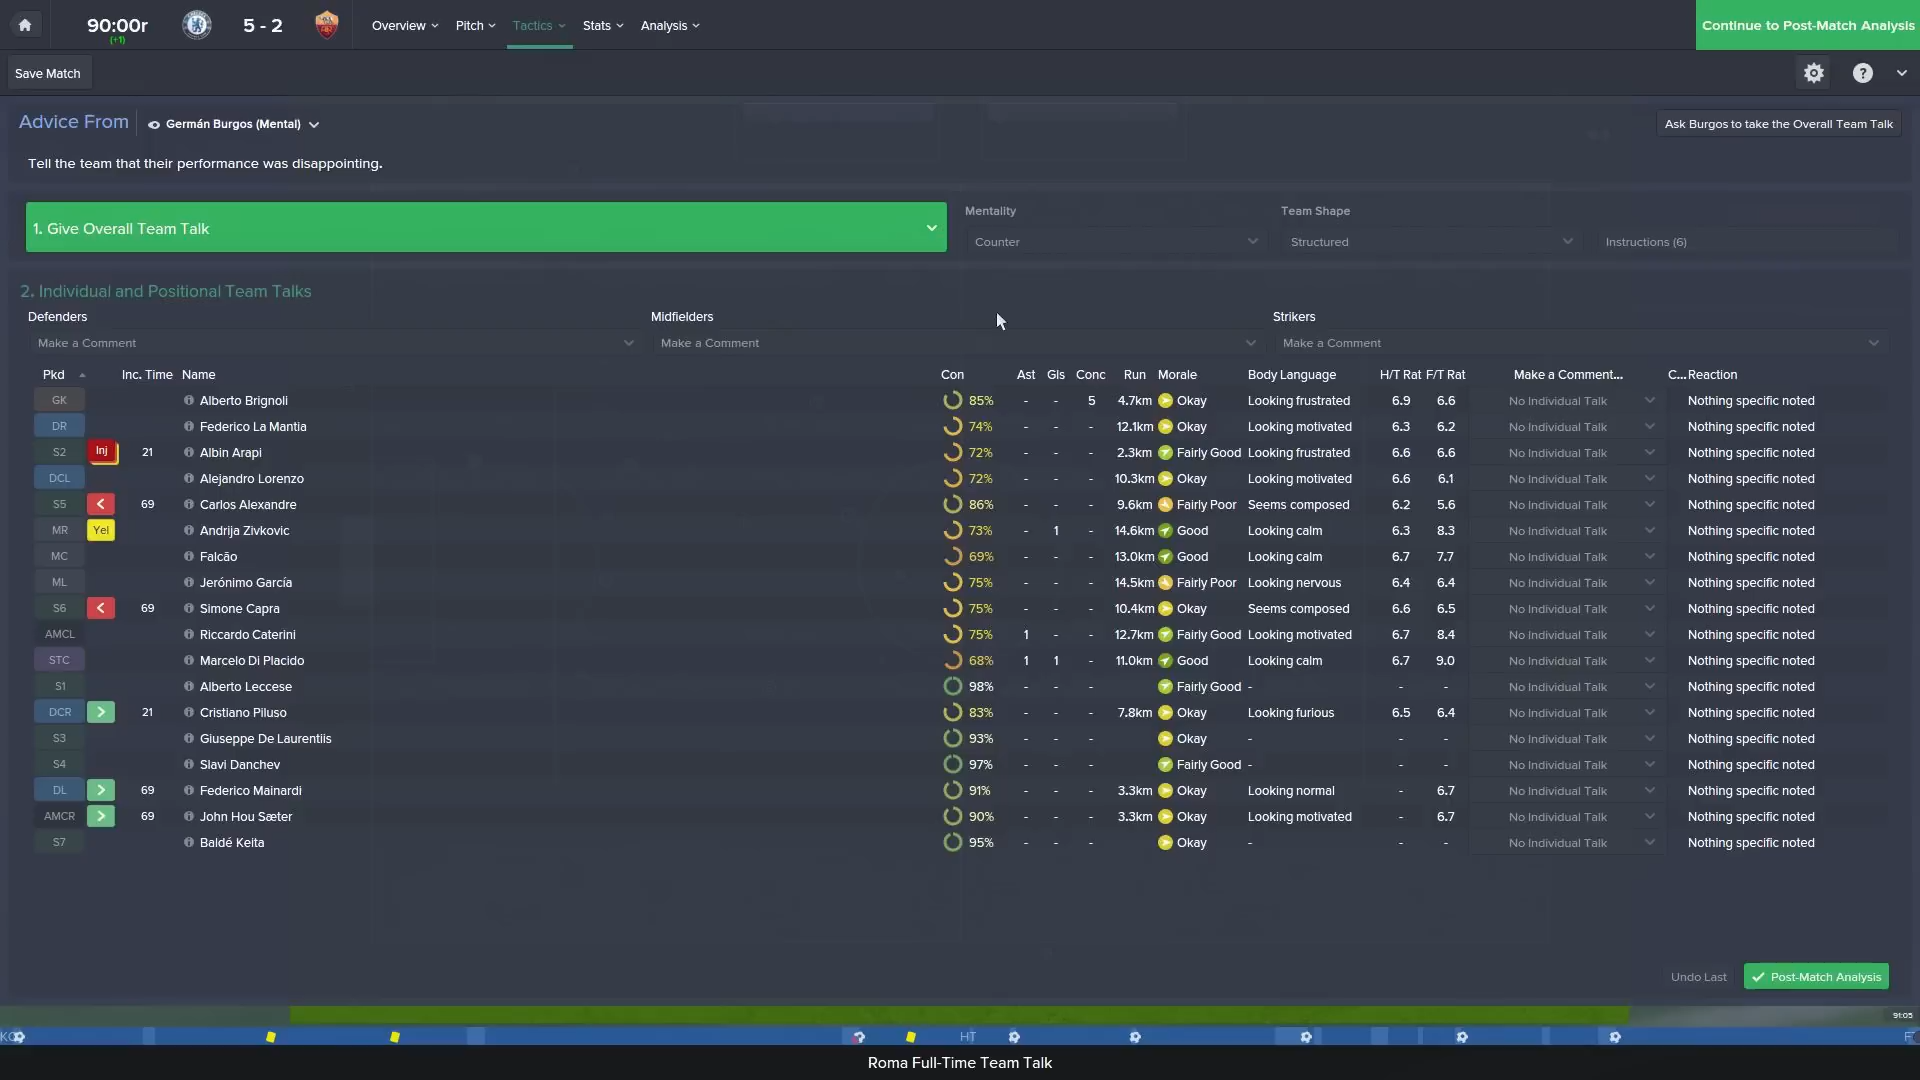 90:00r
(+1)
5 - 2
Overview
Pitch
Tactics
Stats
Analysis
Continue to Post-Match Analysis
Save Match
?
Advice From
Germán Burgos (Mental)
Ask Burgos to take the Overall Team Talk
Tell the team that their performance was disappointing.
1. Give Overall Team Talk
Mentality
Counter
Team Shape
Structured
Instructions (6)
2. Individual and Positional Team Talks
Defenders
Midfielders
Strikers
Make a Comment
Make a Comment
Make a Comment
Pkd Inc. Time Name Con Ast Gls Conc Run Morale Body Language H/T Rat F/T Rat Make a Comment... C... Reaction
GK Alberto Brignoli 85% - - 5 4.7km Okay Looking frustrated 6.9 6.6 No Individual Talk Nothing specific noted
DR Federico La Mantia 74% - - - 12.1km Okay Looking motivated 6.3 6.2 No Individual Talk Nothing specific noted
S2 Inj 21 Albin Arapi 72% - - - 2.3km Fairly Good Looking frustrated 6.6 6.6 No Individual Talk Nothing specific noted
DCL Alejandro Lorenzo 72% - - - 10.3km Okay Looking motivated 6.6 6.1 No Individual Talk Nothing specific noted
S5 69 Carlos Alexandre 86% - - - 9.6km Fairly Poor Seems composed 6.2 5.6 No Individual Talk Nothing specific noted
MR Yel Andrija Zivkovic 73% - 1 - 14.6km Good Looking calm 6.3 8.3 No Individual Talk Nothing specific noted
MC Falcão 69% - - - 13.0km Good Looking calm 6.7 7.7 No Individual Talk Nothing specific noted
ML Jerónimo García 75% - - - 14.5km Fairly Poor Looking nervous 6.4 6.4 No Individual Talk Nothing specific noted
S6 69 Simone Capra 75% - - - 10.4km Okay Seems composed 6.6 6.5 No Individual Talk Nothing specific noted
AMCL Riccardo Caterini 75% 1 - - 12.7km Fairly Good Looking motivated 6.7 8.4 No Individual Talk Nothing specific noted
STC Marcelo Di Placido 68% 1 1 - 11.0km Good Looking calm 6.7 9.0 No Individual Talk Nothing specific noted
S1 Alberto Leccese 98% - - - Fairly Good - - - No Individual Talk Nothing specific noted
DCR 21 Cristiano Piluso 83% - - - 7.8km Okay Looking furious 6.5 6.4 No Individual Talk Nothing specific noted
S3 Giuseppe De Laurentiis 93% - - - Okay - - - No Individual Talk Nothing specific noted
S4 Slavi Danchev 97% - - - Fairly Good - - - No Individual Talk Nothing specific noted
DL 69 Federico Mainardi 91% - - - 3.3km Okay Looking normal - 6.7 No Individual Talk Nothing specific noted
AMCR 69 John Hou Sæter 90% - - - 3.3km Okay Looking motivated - 6.7 No Individual Talk Nothing specific noted
S7 Baldé Keita 95% - - - Okay - - - No Individual Talk Nothing specific noted
Undo Last
Post-Match Analysis
91:05
HT
Roma Full-Time Team Talk